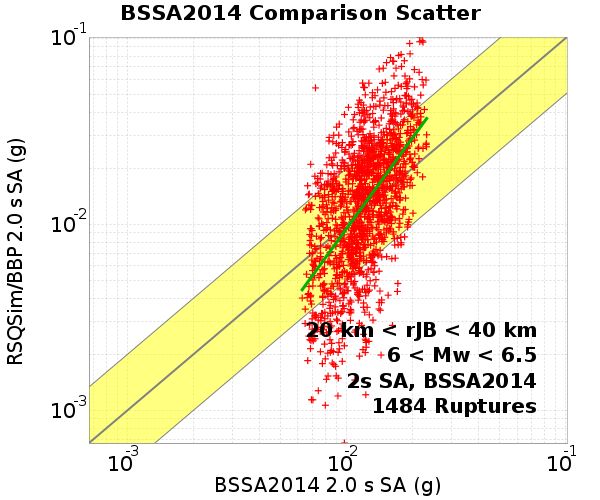 BSSA2014 Comparison Scatter
10⁻¹
10⁻²
10⁻³
RSQSim/BBP 2.0 s SA (g)
20 km < rJB < 40 km
6 < Mw < 6.5
2s SA, BSSA2014
1484 Ruptures
10⁻³ 10⁻² 10⁻¹
BSSA2014 2.0 s SA (g)